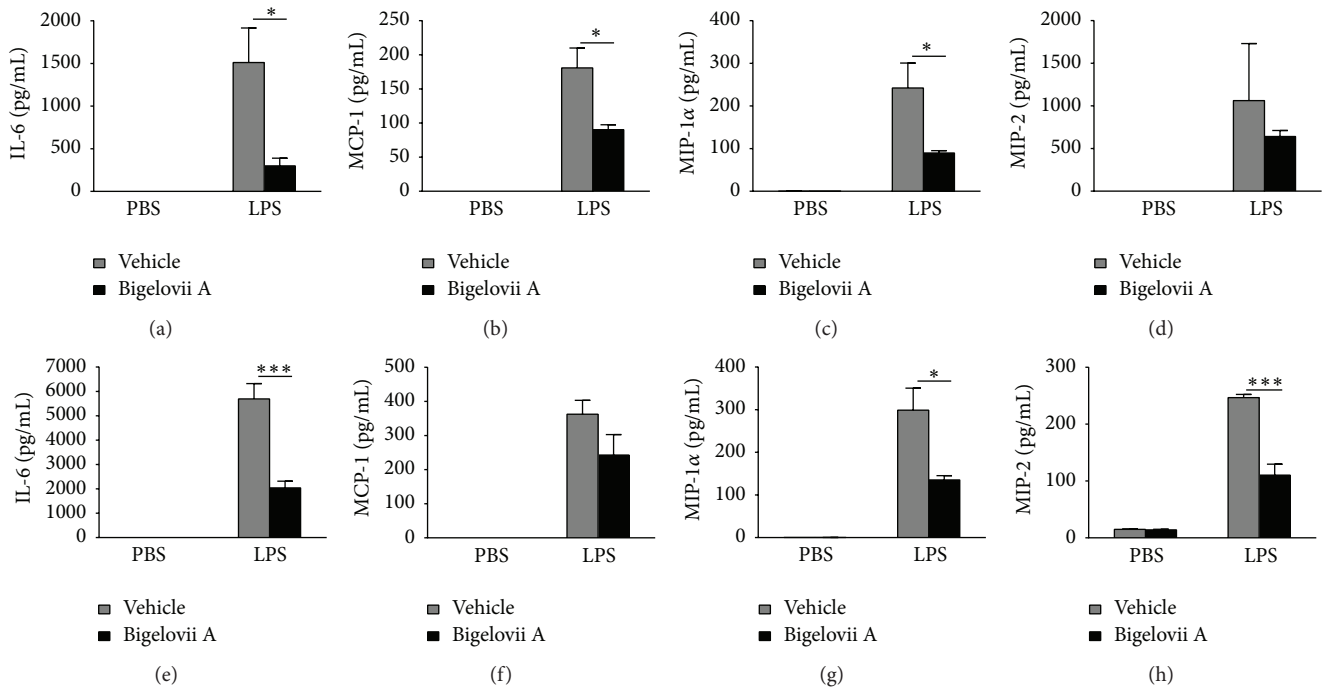 IL-6 (pg/mL)
2000
1500
1000
500
0
*
PBS
LPS
Vehicle
Bigelovii A
(a)
MCP-1 (pg/mL)
250
200
150
100
50
0
*
PBS
LPS
Vehicle
Bigelovii A
(b)
MIP-1α (pg/mL)
400
300
200
100
0
*
PBS
LPS
Vehicle
Bigelovii A
(c)
MIP-2 (pg/mL)
2000
1500
1000
500
0
PBS
LPS
Vehicle
Bigelovii A
(d)
IL-6 (pg/mL)
7000
6000
5000
4000
3000
2000
1000
0
***
PBS
LPS
Vehicle
Bigelovii A
(e)
MCP-1 (pg/mL)
500
400
300
200
100
0
PBS
LPS
Vehicle
Bigelovii A
(f)
MIP-1α (pg/mL)
400
300
200
100
0
*
PBS
LPS
Vehicle
Bigelovii A
(g)
MIP-2 (pg/mL)
300
200
100
0
***
PBS
LPS
Vehicle
Bigelovii A
(h)